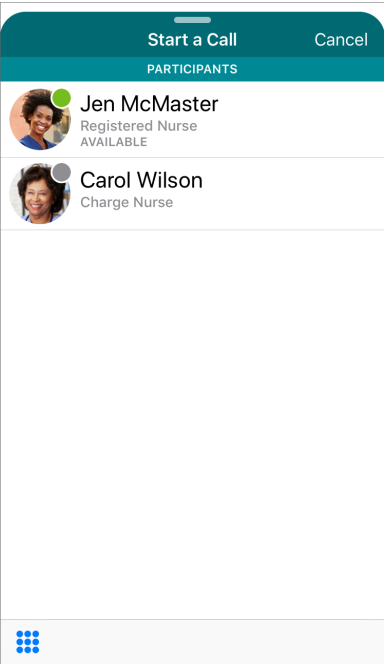 Start a Call
Cancel
PARTICIPANTS
Jen McMaster
Registered Nurse
AVAILABLE
Carol Wilson
Charge Nurse